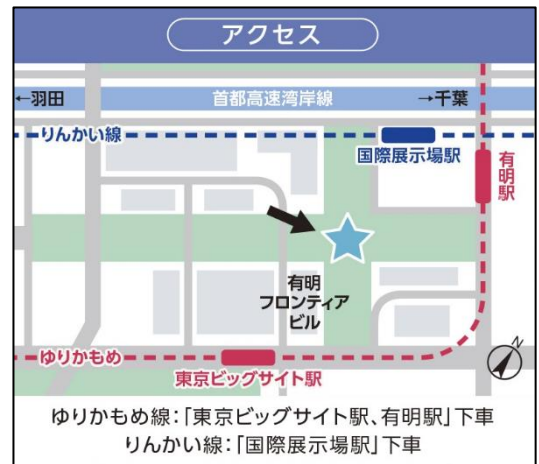 アクセス
←羽田
首都高速湾岸線
→千葉
りんかい線
国際展示場駅
有明駅
有明
フロンティア
ビル
N
ゆりかもめ
東京ビッグサイト駅
ゆりかもめ線:「東京ビッグサイト駅、有明駅」下車
りんかい線:「国際展示場駅」下車